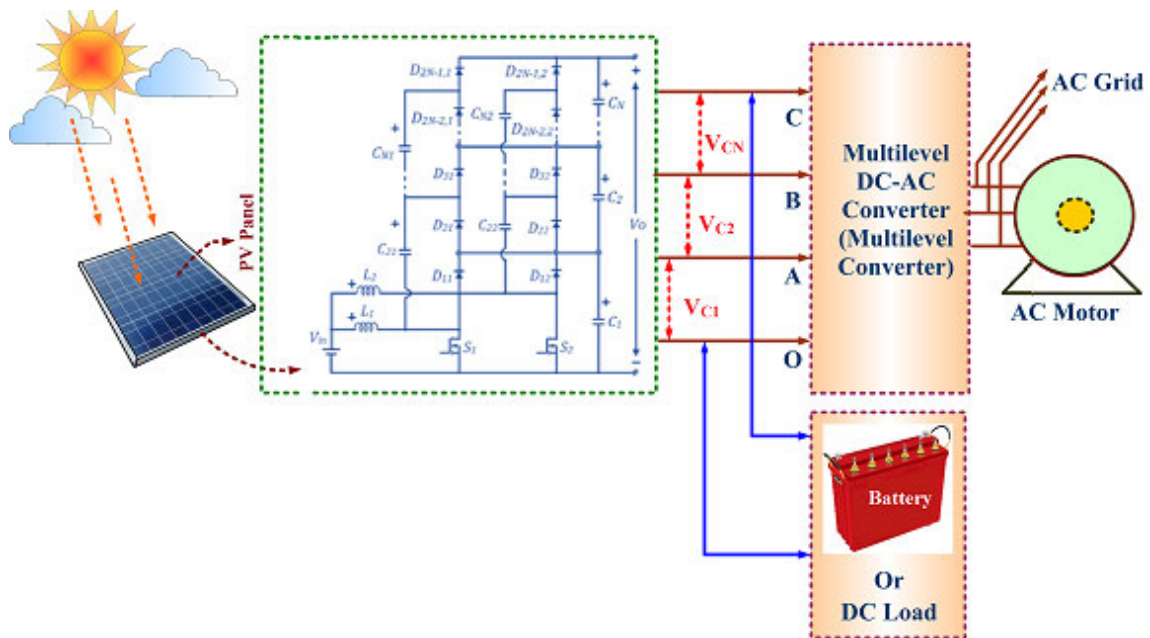 PV Panel
D2N-1,1
D2N-1,2
D2N-2,1
CN2
D2N-2,2
CN
CN1
D31
D32
C2
Vo
D21
C22
D21
C21
D11
D12
L2
L1
C1
Vin
S1
S2
VCN
VC2
VC1
C
B
A
O
Multilevel
DC-AC
Converter
(Multilevel
Converter)
AC Grid
AC Motor
Battery
Or
DC Load